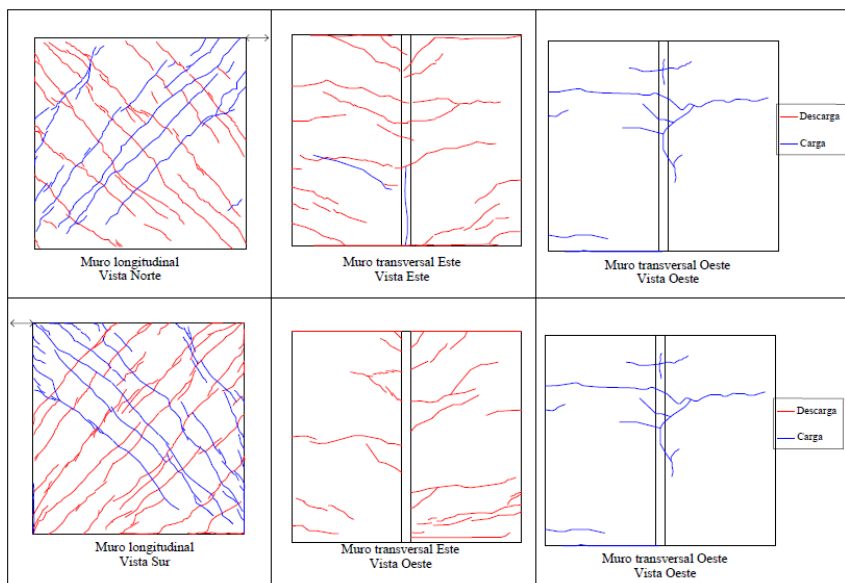 Descarga
Carga
Muro longitudinal
Vista Norte
Muro transversal Este
Vista Este
Muro transversal Oeste
Vista Oeste
Descarga
Carga
Muro longitudinal
Vista Sur
Muro transversal Este
Vista Oeste
Muro transversal Oeste
Vista Oeste